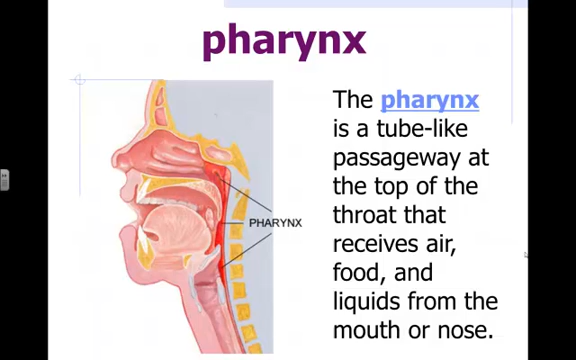 pharynx
The pharynx
is a tube-like
passageway at
the top of the
throat that
receives air,
food, and
liquids from the
mouth or nose.
PHARYNX